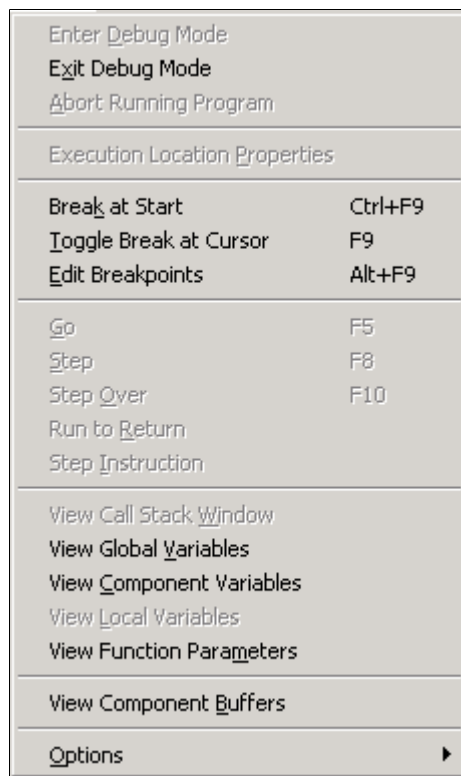 Enter Debug Mode
Exit Debug Mode
Abort Running Program
Execution Location Properties
Break at Start Ctrl+F9
Toggle Break at Cursor F9
Edit Breakpoints Alt+F9
Go F5
Step F8
Step Over F10
Run to Return
Step Instruction
View Call Stack Window
View Global Variables
View Component Variables
View Local Variables
View Function Parameters
View Component Buffers
Options